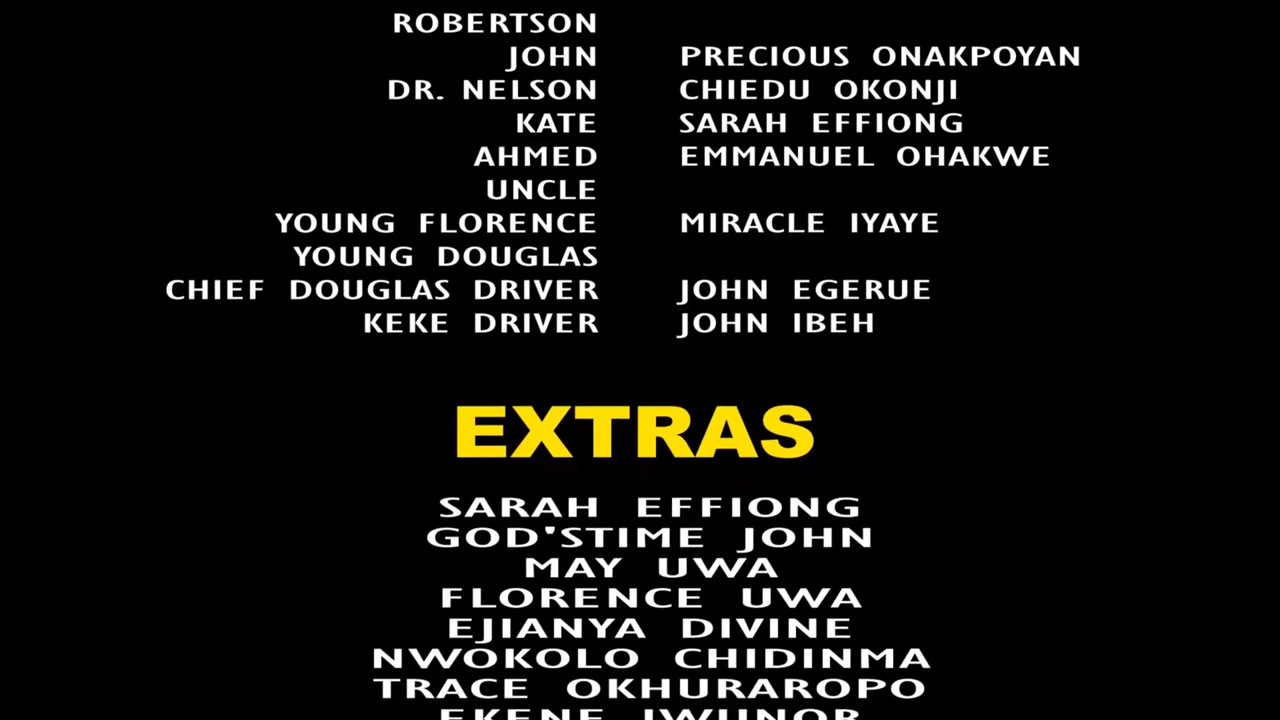 ROBERTSON
JOHN PRECIOUS ONAKPOYAN
DR. NELSON CHIEDU OKONJI
KATE SARAH EFFIONG
AHMED EMMANUEL OHAKWE
UNCLE
YOUNG FLORENCE MIRACLE IYAYE
YOUNG DOUGLAS
CHIEF DOUGLAS DRIVER JOHN EGERUE
KEKE DRIVER JOHN IBEH
EXTRAS
SARAH EFFIONG
GOD'STIME JOHN
MAY UWA
FLORENCE UWA
EJIANYA DIVINE
NWOKOLO CHIDINMA
TRACE OKHURAROPO
EKENE